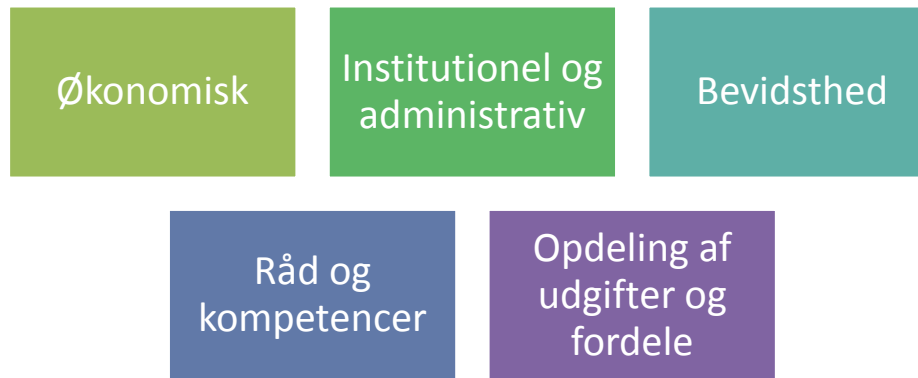 Økonomisk
Institutionel og
administrativ
Bevidsthed
Råd og
kompetencer
Opdeling af
udgifter og
fordele